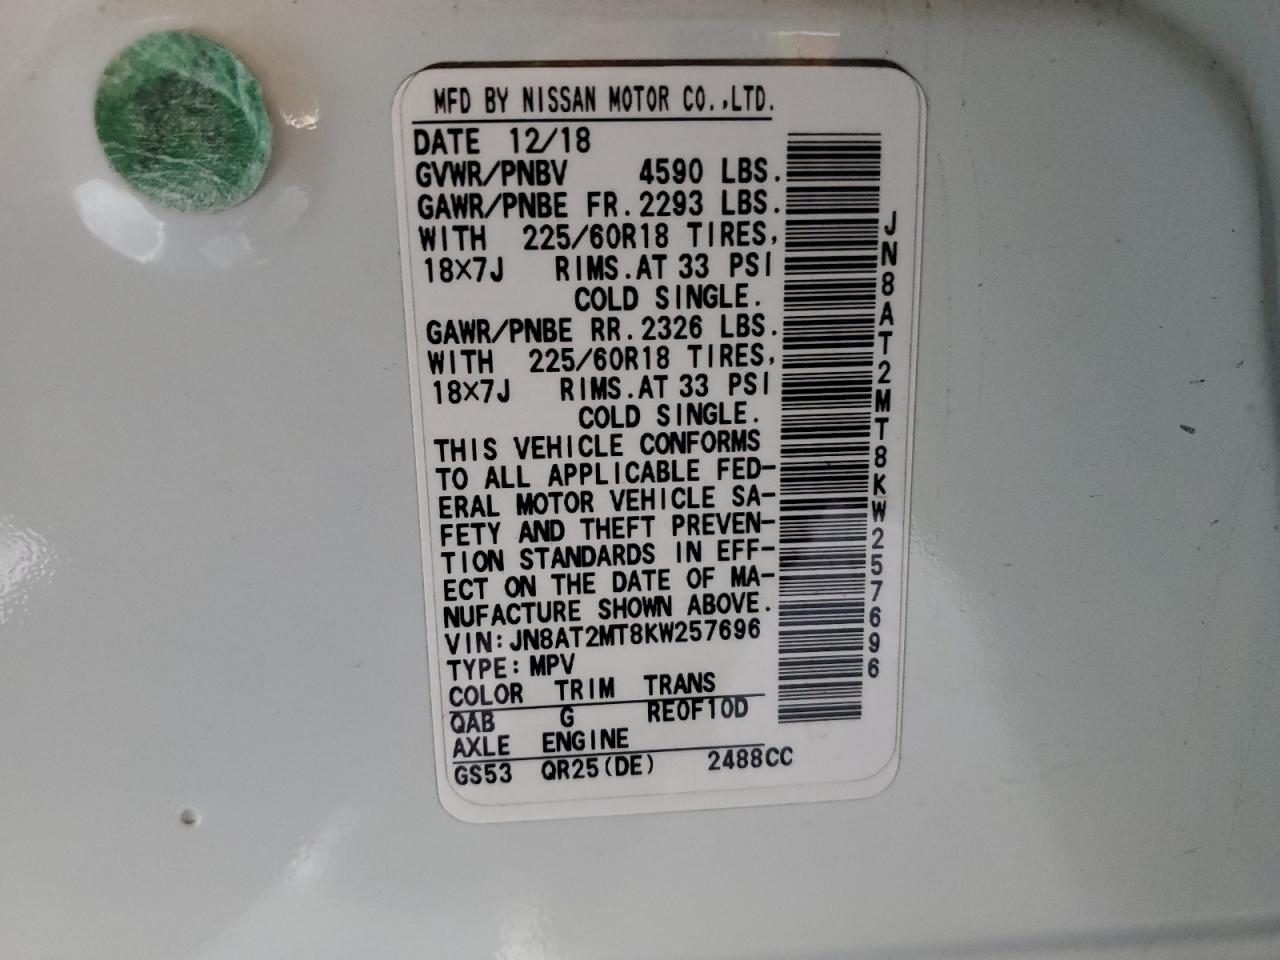 MFD BY NISSAN MOTOR CO.,LTD.
DATE 12/18
GVWR/PNBV 4590 LBS.
GAWR/PNBE FR. 2293 LBS.
WITH 225/60R18 TIRES,
18×7J RIMS. AT 33 PSI
COLD SINGLE.
GAWR/PNBE RR. 2326 LBS.
WITH 225/60R18 TIRES,
18×7J RIMS. AT 33 PSI
COLD SINGLE.
THIS VEHICLE CONFORMS
TO ALL APPLICABLE FED-
ERAL MOTOR VEHICLE SA-
FETY AND THEFT PREVEN-
TION STANDARDS IN EFF-
ECT ON THE DATE OF MA-
NUFACTURE SHOWN ABOVE.
VIN: JN8AT2MT8KW257696
TYPE: MPV
COLOR TRIM TRANS
QAB G RE0F10D
AXLE ENGINE
GS53 QR25(DE) 2488CC
JN8AT2MT8KW257696